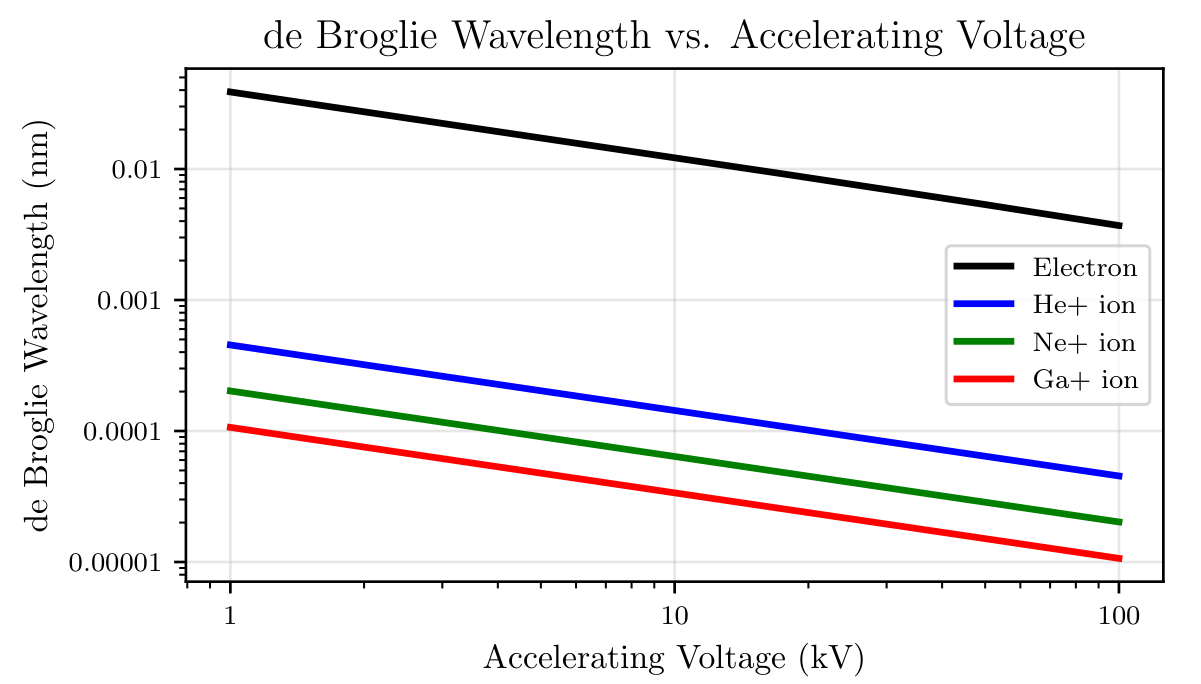 de Broglie Wavelength vs. Accelerating Voltage
de Broglie Wavelength (nm)
0.01
0.001
0.0001
0.00001
Electron
He+ ion
Ne+ ion
Ga+ ion
1
10
100
Accelerating Voltage (kV)